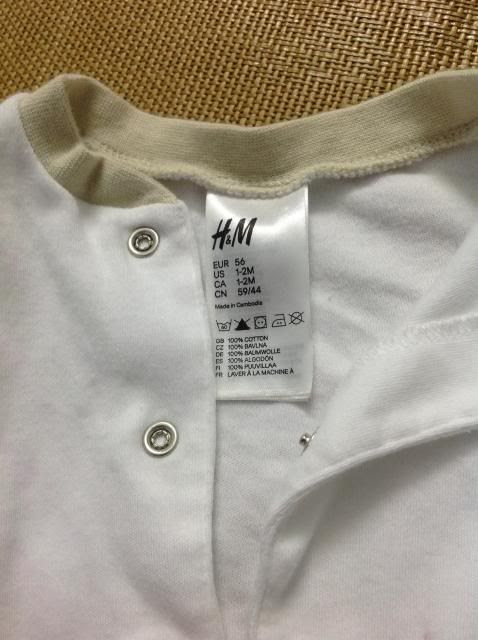 H&M
EUR 56
US 1-2M
CA 1-2M
CN 59/44
Made in Cambodia
GB 100% COTTON
CZ 100% BAVLNA
DE 100% BAUMWOLLE
ES 100% ALGODÓN
FI 100% PUUVILLAA
FR LAVER À LA MACHINE À